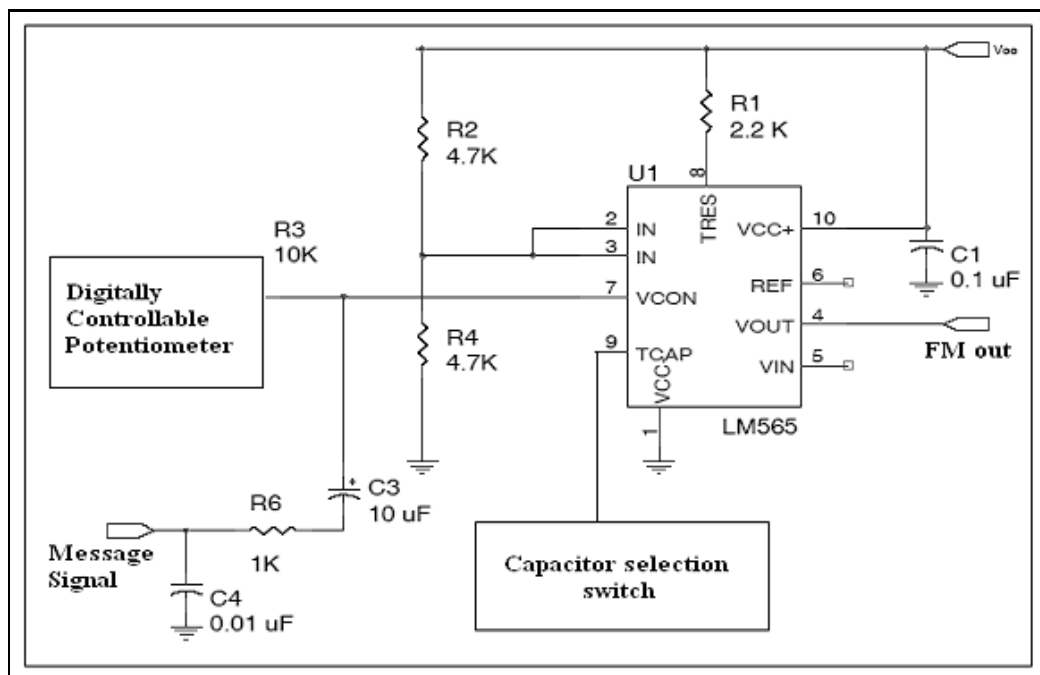 Vcc
R1
2.2 K
R2
4.7K
U1
8
TRES
2
IN
3
IN
VCC+
10
C1
0.1 uF
R3
10K
Digitally
Controllable
Potentiometer
7
VCON
REF
6
R4
4.7K
9
TCAP
VOUT
4
FM out
VCC-
VIN
5
1
LM565
+
C3
10 uF
R6
1K
Message
Signal
C4
0.01 uF
Capacitor selection
switch